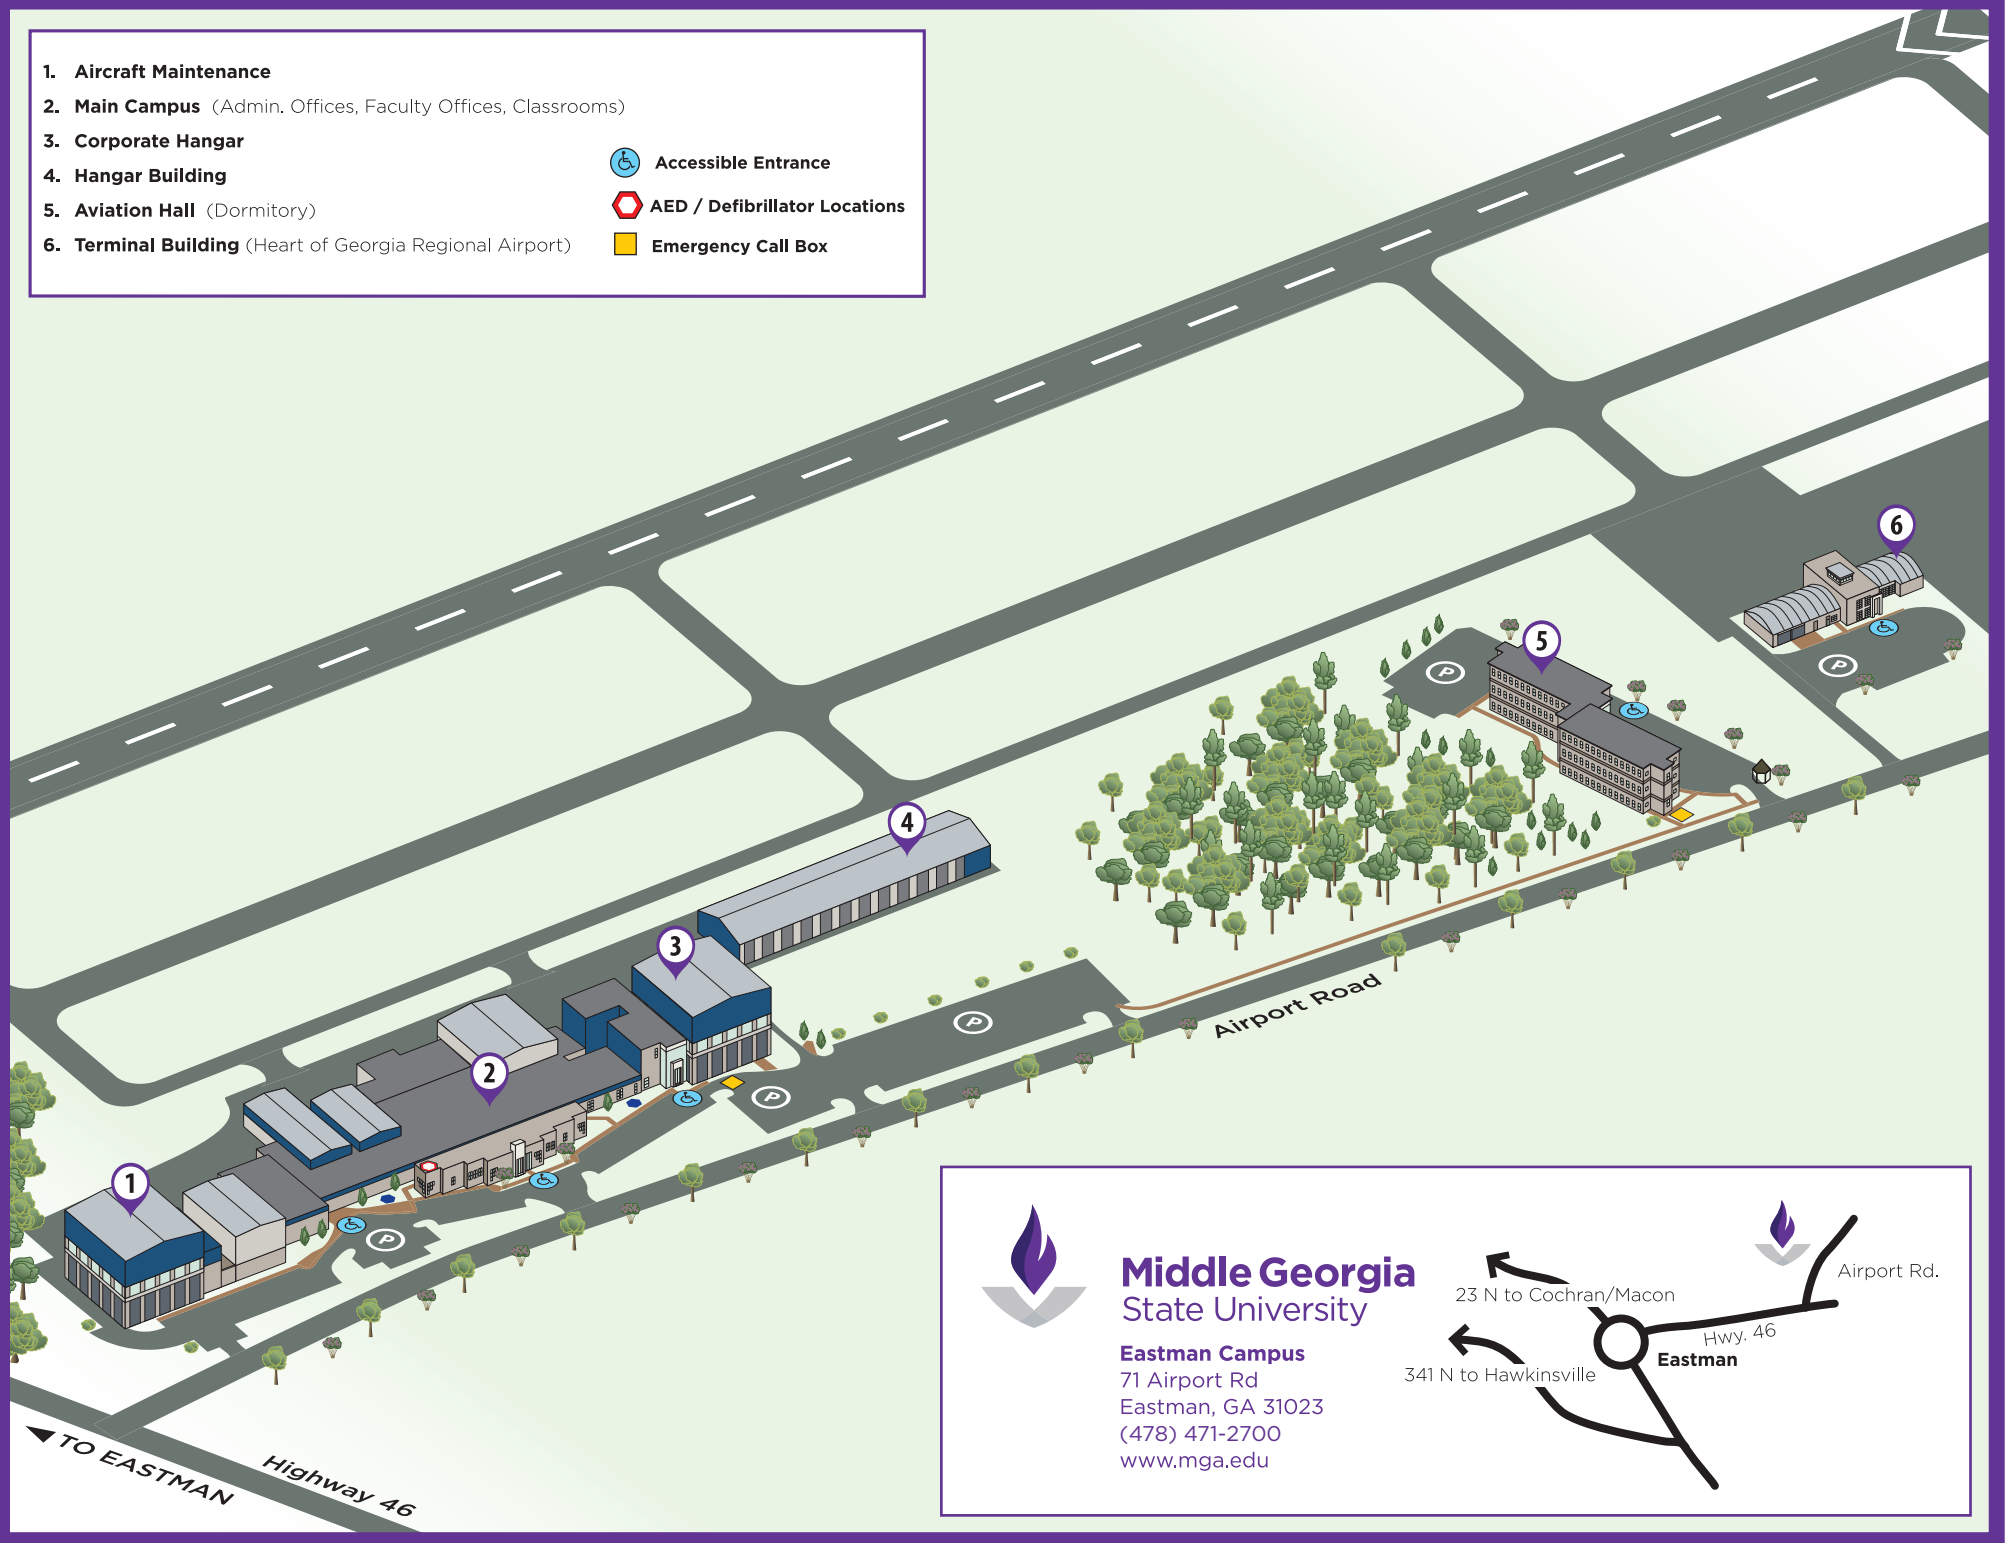 1. Aircraft Maintenance
2. Main Campus (Admin. Offices, Faculty Offices, Classrooms)
3. Corporate Hangar
4. Hangar Building
5. Aviation Hall (Dormitory)
6. Terminal Building (Heart of Georgia Regional Airport)
Accessible Entrance
AED / Defibrillator Locations
Emergency Call Box
6
5
P
P
4
3
P
2
P
1
P
Airport Road
TO EASTMAN
Highway 46
Middle Georgia
State University
Eastman Campus
71 Airport Rd
Eastman, GA 31023
(478) 471-2700
www.mga.edu
Airport Rd.
23 N to Cochran/Macon
Hwy. 46
Eastman
341 N to Hawkinsville